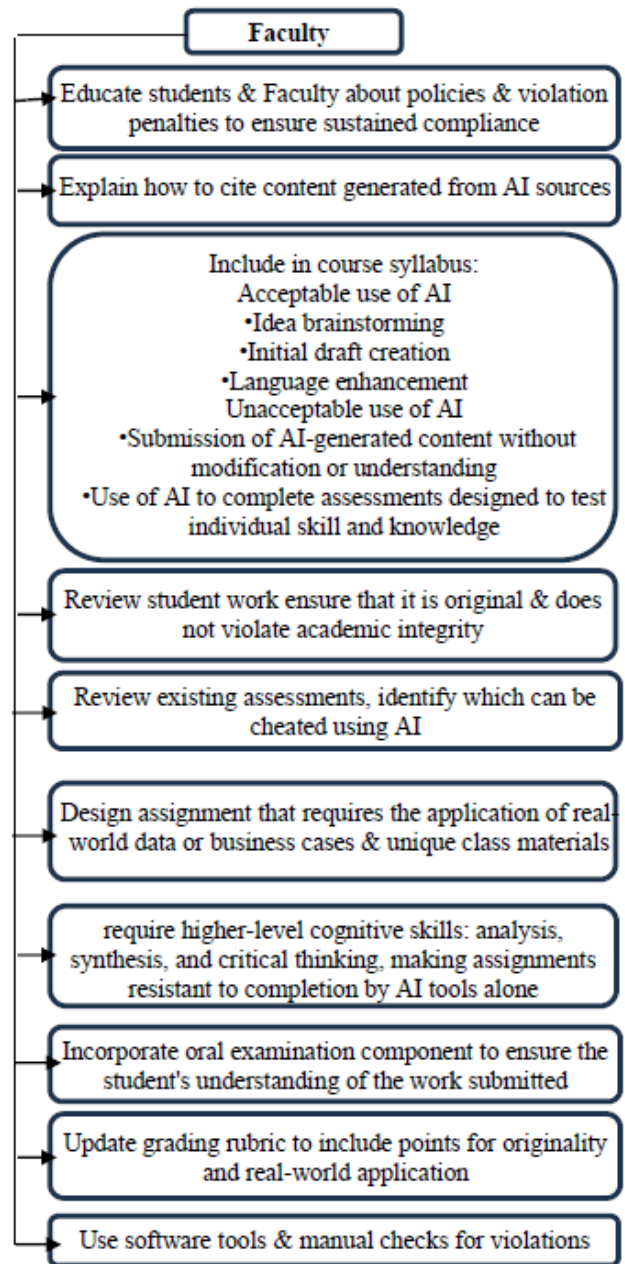 Faculty
Educate students & Faculty about policies & violation
penalties to ensure sustained compliance
Explain how to cite content generated from AI sources
Include in course syllabus:
Acceptable use of AI
•Idea brainstorming
•Initial draft creation
•Language enhancement
Unacceptable use of AI
•Submission of AI-generated content without
modification or understanding
•Use of AI to complete assessments designed to test
individual skill and knowledge
Review student work ensure that it is original & does
not violate academic integrity
Review existing assessments, identify which can be
cheated using AI
Design assignment that requires the application of real-
world data or business cases & unique class materials
require higher-level cognitive skills: analysis,
synthesis, and critical thinking, making assignments
resistant to completion by AI tools alone
Incorporate oral examination component to ensure the
student's understanding of the work submitted
Update grading rubric to include points for originality
and real-world application
Use software tools & manual checks for violations